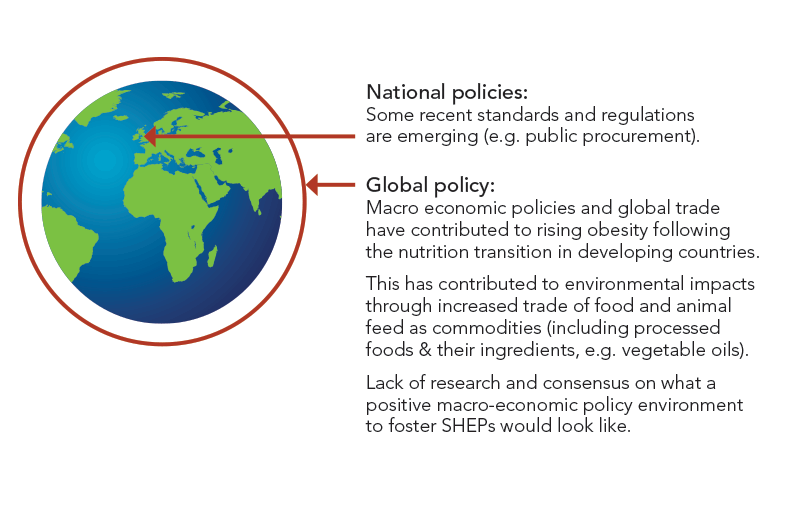 National policies:
Some recent standards and regulations
are emerging (e.g. public procurement).
Global policy:
Macro economic policies and global trade
have contributed to rising obesity following
the nutrition transition in developing countries.
This has contributed to environmental impacts
through increased trade of food and animal
feed as commodities (including processed
foods & their ingredients, e.g. vegetable oils).
Lack of research and consensus on what a
positive macro-economic policy environment
to foster SHEPs would look like.